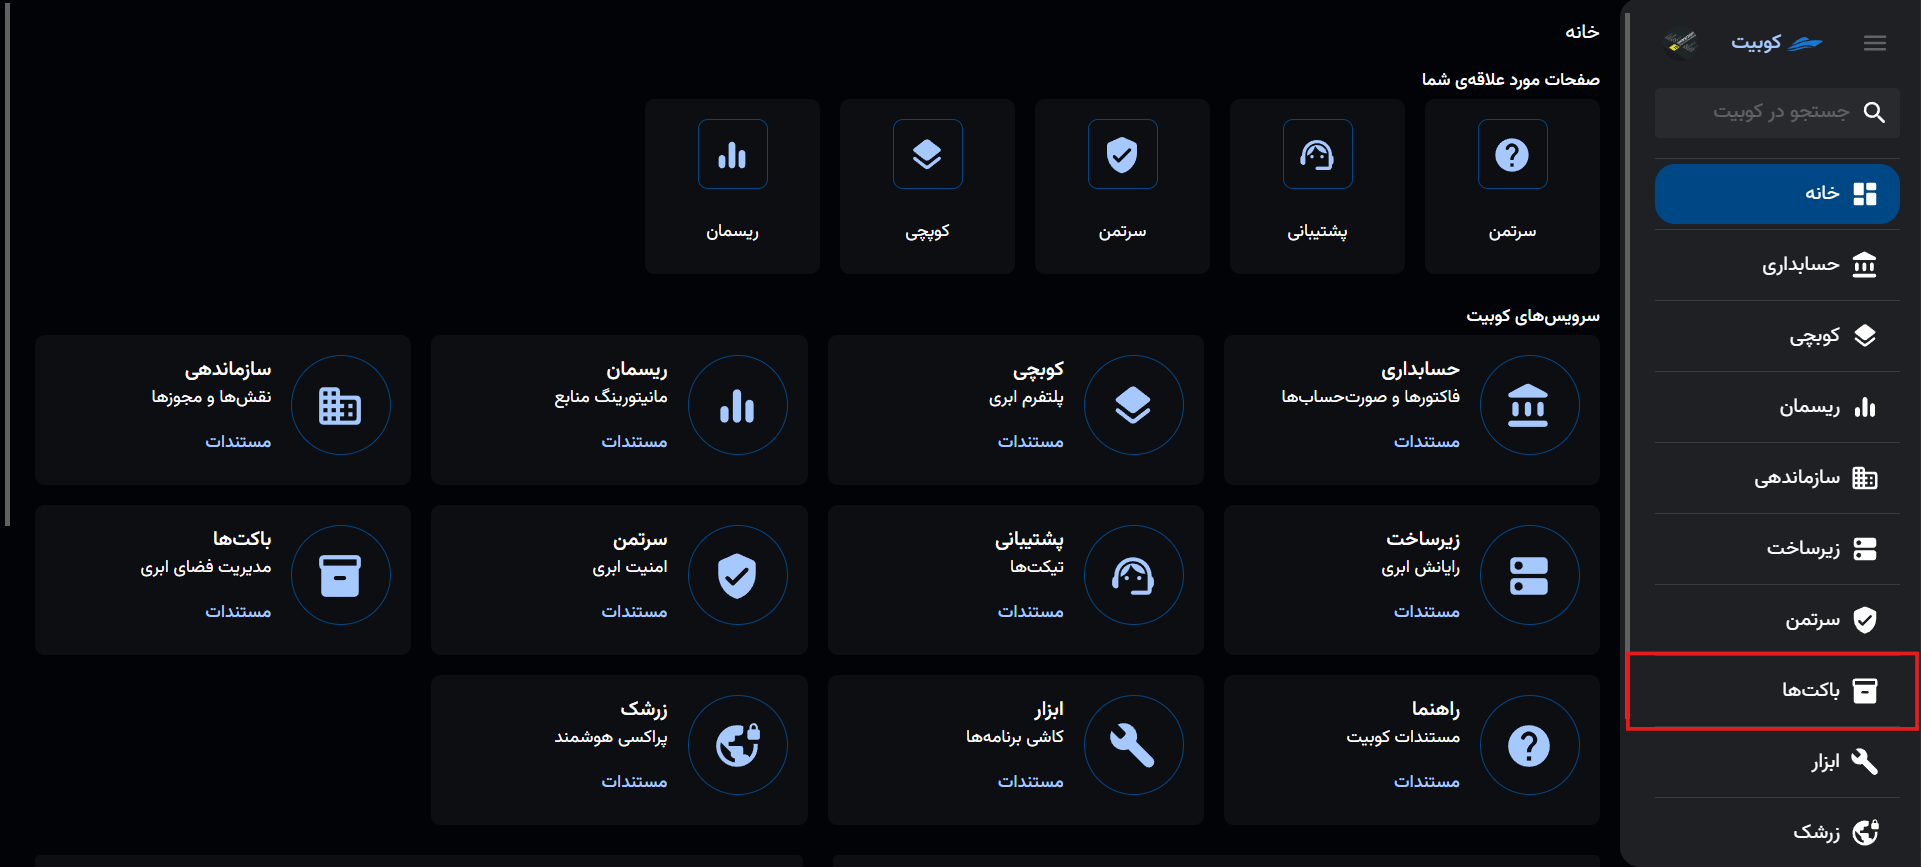 کوبیت
جستجو در کوبیت
خانه
حسابداری
کوبچی
ریسمان
سازماندهی
زیرساخت
سرتمن
باکت‌ها
ابزار
زرشک
خانه
صفحات مورد علاقه‌ی شما
سرتمن
پشتیبانی
سرتمن
کوپچی
ریسمان
سرویس‌های کوبیت
حسابداری
فاکتورها و صورت‌حساب‌ها
مستندات
کوبچی
پلتفرم ابری
مستندات
ریسمان
مانیتورینگ منابع
مستندات
سازماندهی
نقش‌ها و مجوزها
مستندات
زیرساخت
رایانش ابری
مستندات
پشتیبانی
تیکت‌ها
مستندات
سرتمن
امنیت ابری
مستندات
باکت‌ها
مدیریت فضای ابری
مستندات
راهنما
مستندات کوبیت
مستندات
ابزار
کاشی برنامه‌ها
مستندات
زرشک
پراکسی هوشمند
مستندات